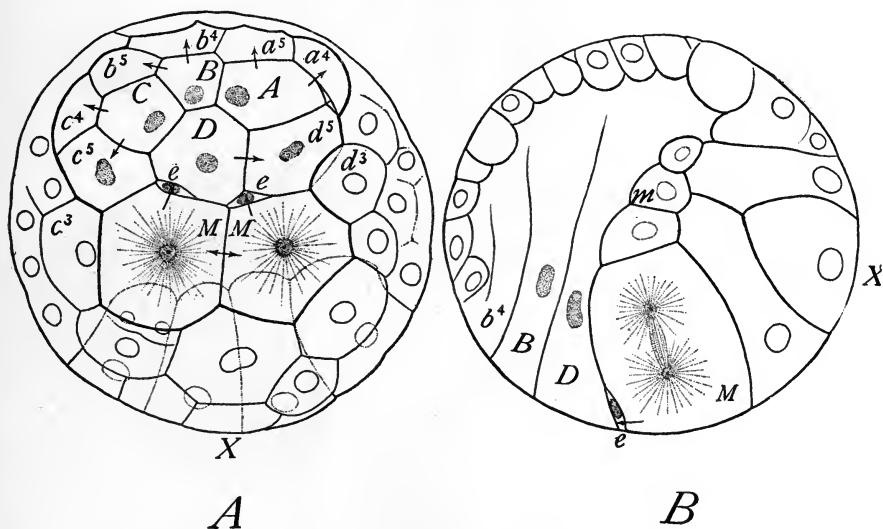 b⁴ a⁵ a⁴
b⁵ B A
C
c⁴ D d⁵
c⁵ e e d³
c³ M M
X
A
m X
b⁴ B
D M
e
B